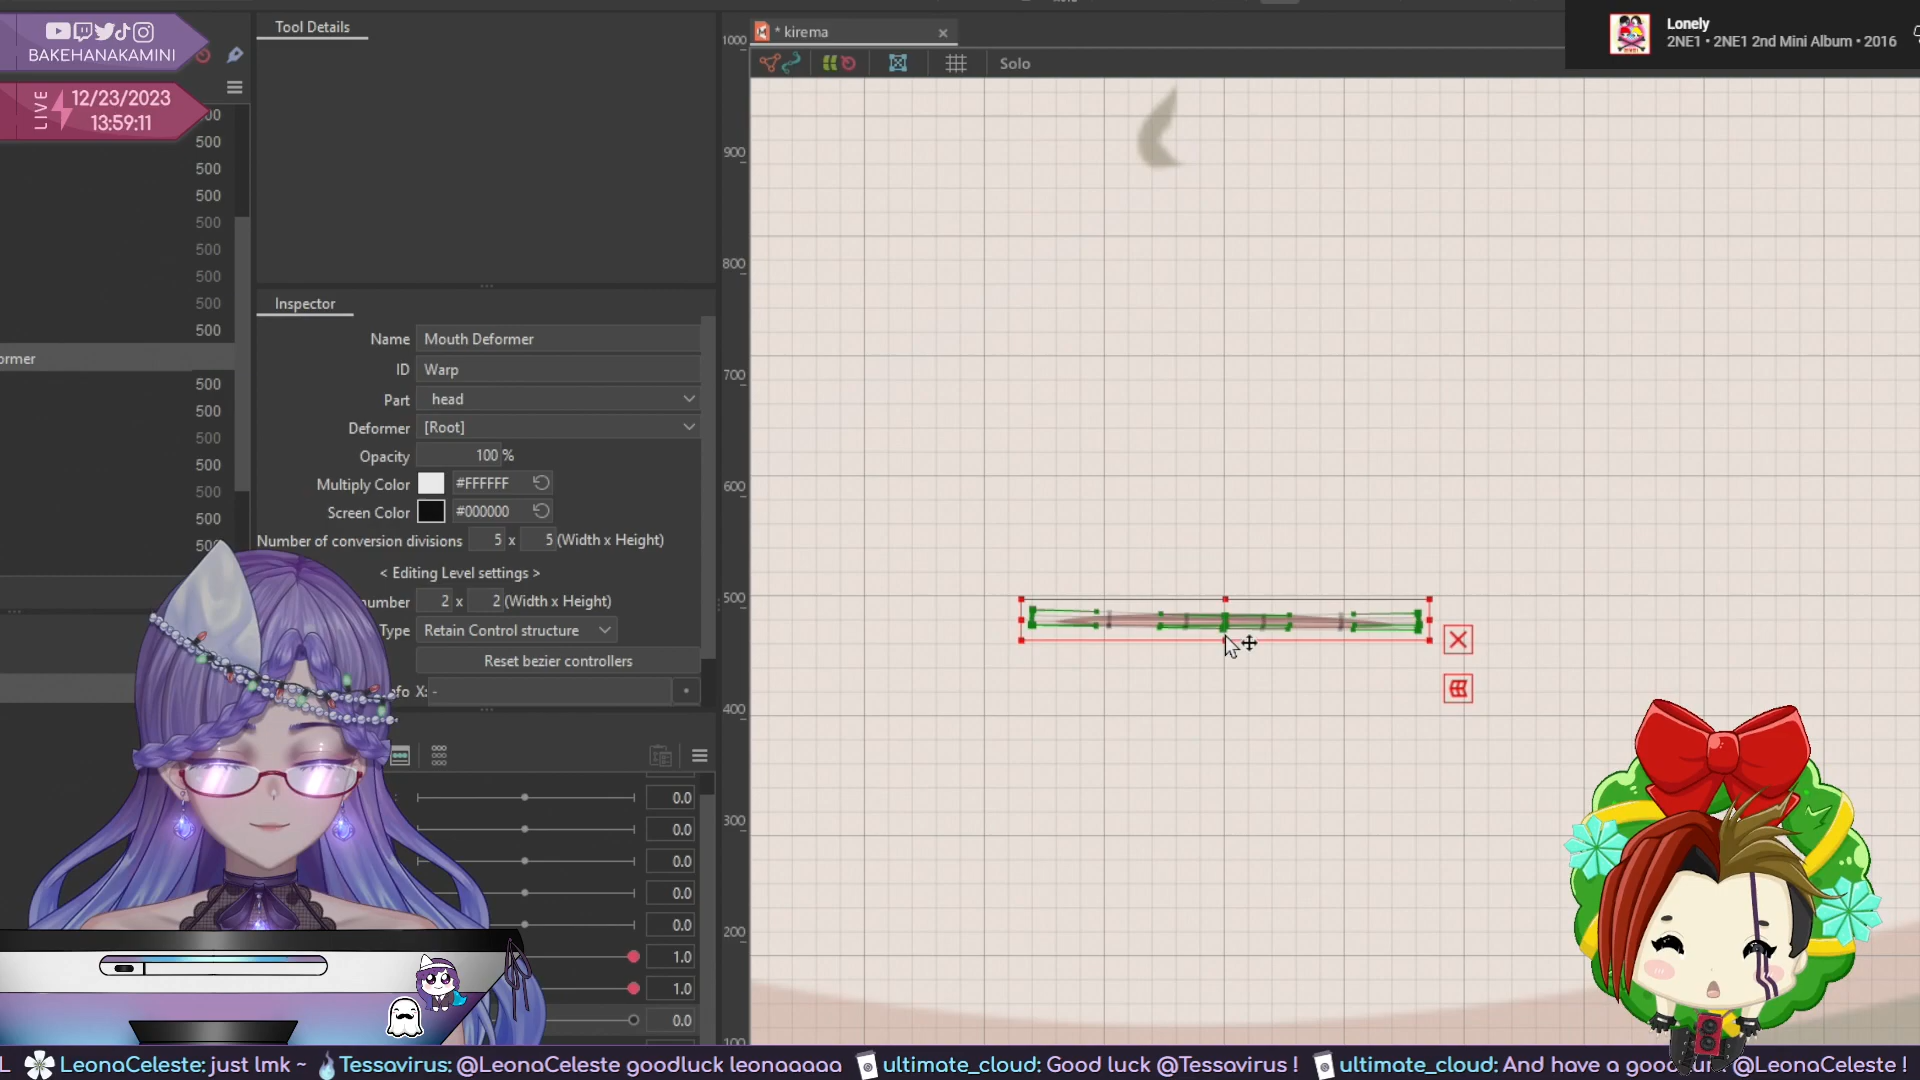 BAKEHANAKAMINI
LIVE
12/23/2023
13:59:11
500
500
500
500
500
500
500
500
500
ormer
500
500
500
500
500
500
Tool Details
Inspector
Name Mouth Deformer
ID Warp
Part head
Deformer [Root]
Opacity 100 %
Multiply Color #FFFFFF
Screen Color #000000
Number of conversion divisions 5 x 5 (Width x Height)
< Editing Level settings >
number 2 x 2 (Width x Height)
Type Retain Control structure
Reset bezier controllers
nfo X: -
0.0
0.0
0.0
0.0
0.0
1.0
1.0
0.0
* kirema
Solo
1000
900
800
700
600
500
400
300
200
100
Lonely
2NE1 • 2NE1 2nd Mini Album • 2016
L LeonaCeleste: just lmk ~ Tessavirus: @LeonaCeleste goodluck leonaaaaa ultimate_cloud: Good luck @Tessavirus ! ultimate_cloud: And have a good @LeonaCeleste !